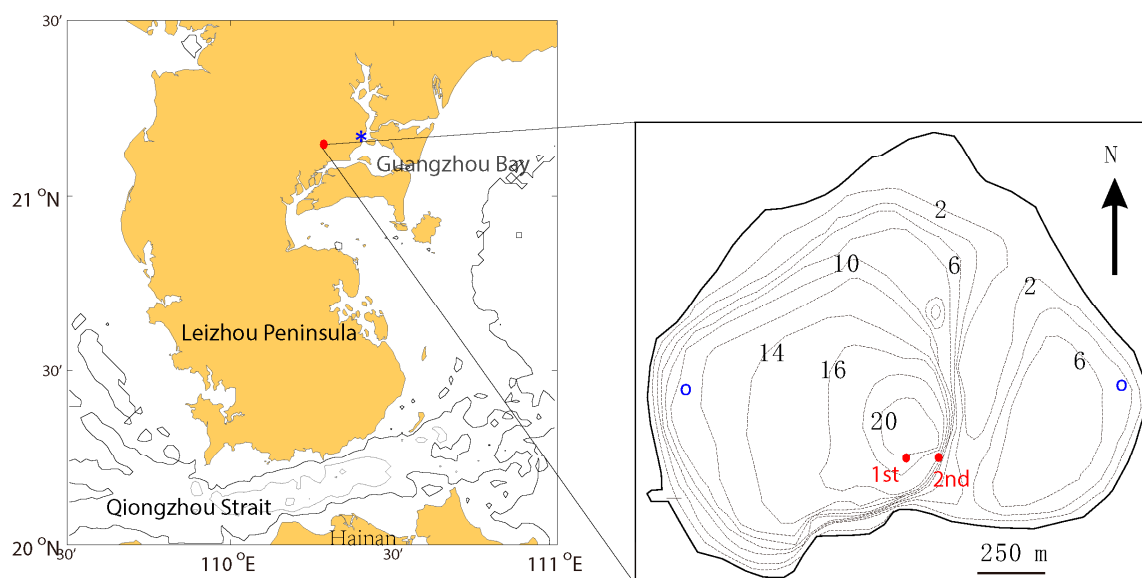 30′
*
Guangzhou Bay
21 °N
Leizhou Peninsula
30′
Qiongzhou Strait
Hainan
20 °N
30′
110 °E
30′
111 °E
N
2
10
6
2
14
16
6
20
1st
2nd
250 m